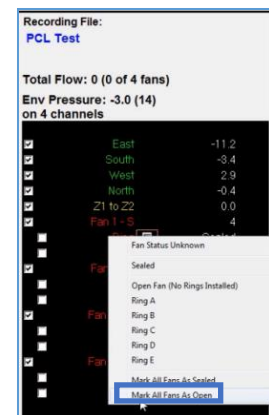 Recording File:
PCL Test
Total Flow: 0 (0 of 4 fans)
Env Pressure: -3.0 (14)
on 4 channels
East -11.2
South -3.4
West 2.9
North -0.4
Z1 to Z2 0.0
Fan 1 - S 4
Fan Status Unknown
Sealed
Fan
Open Fan (No Rings Installed)
Ring A
Fan Ring B
Ring C
Ring D
Fan Ring E
Mark All Fans As Sealed
Mark All Fans As Open